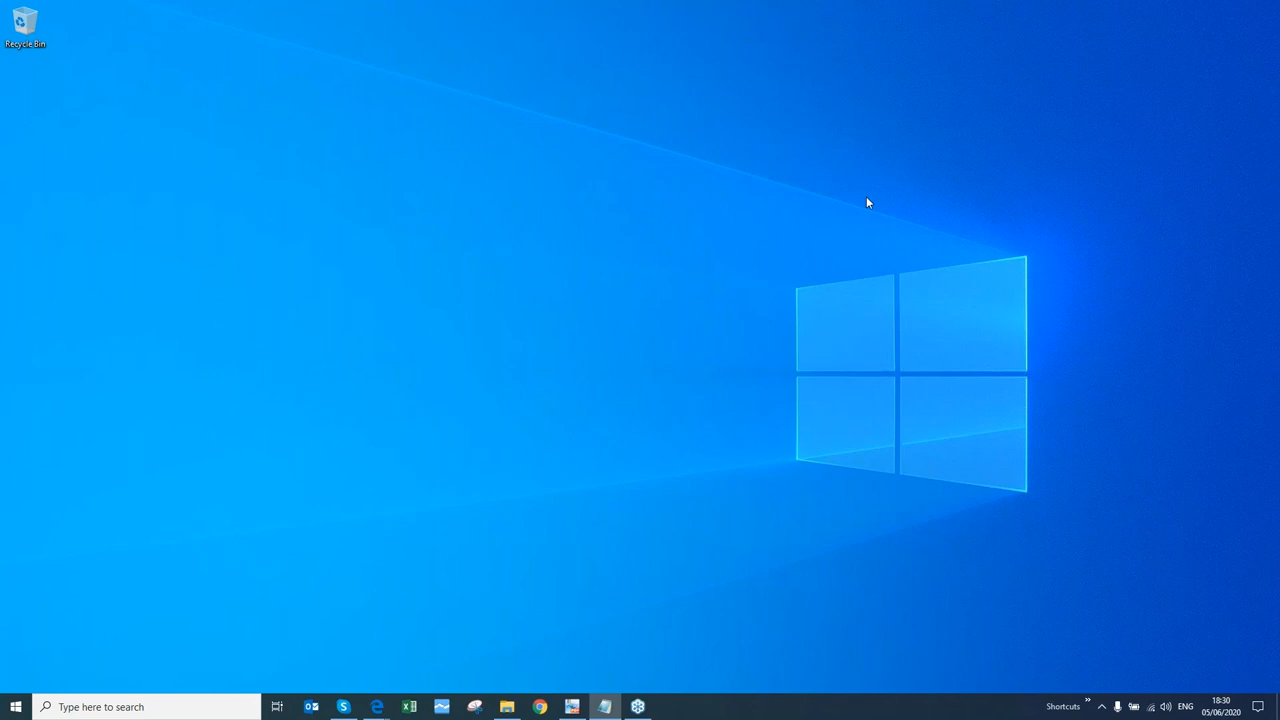 Recycle Bin
Type here to search
Shortcuts
»
ENG
18:30
05/06/2020